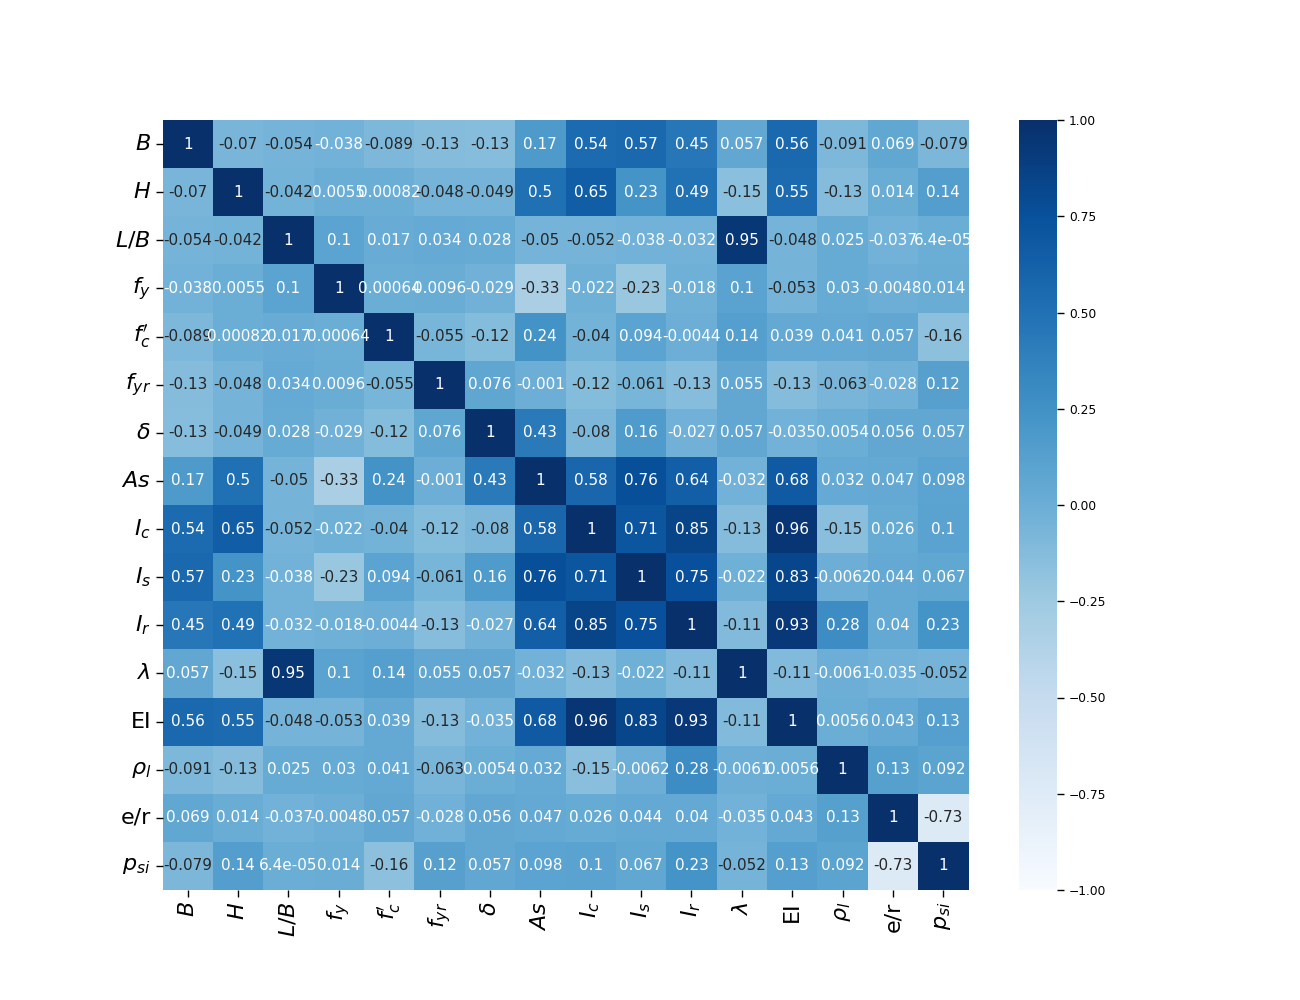 B 1 -0.07 -0.054 -0.038 -0.089 -0.13 -0.13 0.17 0.54 0.57 0.45 0.057 0.56 -0.091 0.069 -0.079
H -0.07 1 -0.042 0.0055 0.00082 -0.048 -0.049 0.5 0.65 0.23 0.49 -0.15 0.55 -0.13 0.014 0.14
L/B -0.054 -0.042 1 0.1 0.017 0.034 0.028 -0.05 -0.052 -0.038 -0.032 0.95 -0.048 0.025 -0.037 6.4e-05
f_y -0.038 0.0055 0.1 1 0.00064 0.0096 -0.029 -0.33 -0.022 -0.23 -0.018 0.1 -0.053 0.03 -0.0048 0.014
f'_c -0.089 0.00082 0.017 0.00064 1 -0.055 -0.12 0.24 -0.04 0.094 -0.0044 0.14 0.039 0.041 0.057 -0.16
f_yr -0.13 -0.048 0.034 0.0096 -0.055 1 0.076 -0.001 -0.12 -0.061 -0.13 0.055 -0.13 -0.063 -0.028 0.12
δ -0.13 -0.049 0.028 -0.029 -0.12 0.076 1 0.43 -0.08 0.16 -0.027 0.057 -0.035 0.0054 0.056 0.057
As 0.17 0.5 -0.05 -0.33 0.24 -0.001 0.43 1 0.58 0.76 0.64 -0.032 0.68 0.032 0.047 0.098
I_c 0.54 0.65 -0.052 -0.022 -0.04 -0.12 -0.08 0.58 1 0.71 0.85 -0.13 0.96 -0.15 0.026 0.1
I_s 0.57 0.23 -0.038 -0.23 0.094 -0.061 0.16 0.76 0.71 1 0.75 -0.022 0.83 -0.0062 0.044 0.067
I_r 0.45 0.49 -0.032 -0.018 -0.0044 -0.13 -0.027 0.64 0.85 0.75 1 -0.11 0.93 0.28 0.04 0.23
λ 0.057 -0.15 0.95 0.1 0.14 0.055 0.057 -0.032 -0.13 -0.022 -0.11 1 -0.11 -0.0061 -0.035 -0.052
EI 0.56 0.55 -0.048 -0.053 0.039 -0.13 -0.035 0.68 0.96 0.83 0.93 -0.11 1 0.0056 0.043 0.13
ρ_l -0.091 -0.13 0.025 0.03 0.041 -0.063 0.0054 0.032 -0.15 -0.0062 0.28 -0.0061 0.0056 1 0.13 0.092
e/r 0.069 0.014 -0.037 -0.0048 0.057 -0.028 0.056 0.047 0.026 0.044 0.04 -0.035 0.043 0.13 1 -0.73
p_si -0.079 0.14 6.4e-05 0.014 -0.16 0.12 0.057 0.098 0.1 0.067 0.23 -0.052 0.13 0.092 -0.73 1
B H L/B f_y f'_c f_yr δ As I_c I_s I_r λ EI ρ_l e/r p_si
1.00
0.75
0.50
0.25
0.00
−0.25
−0.50
−0.75
−1.00